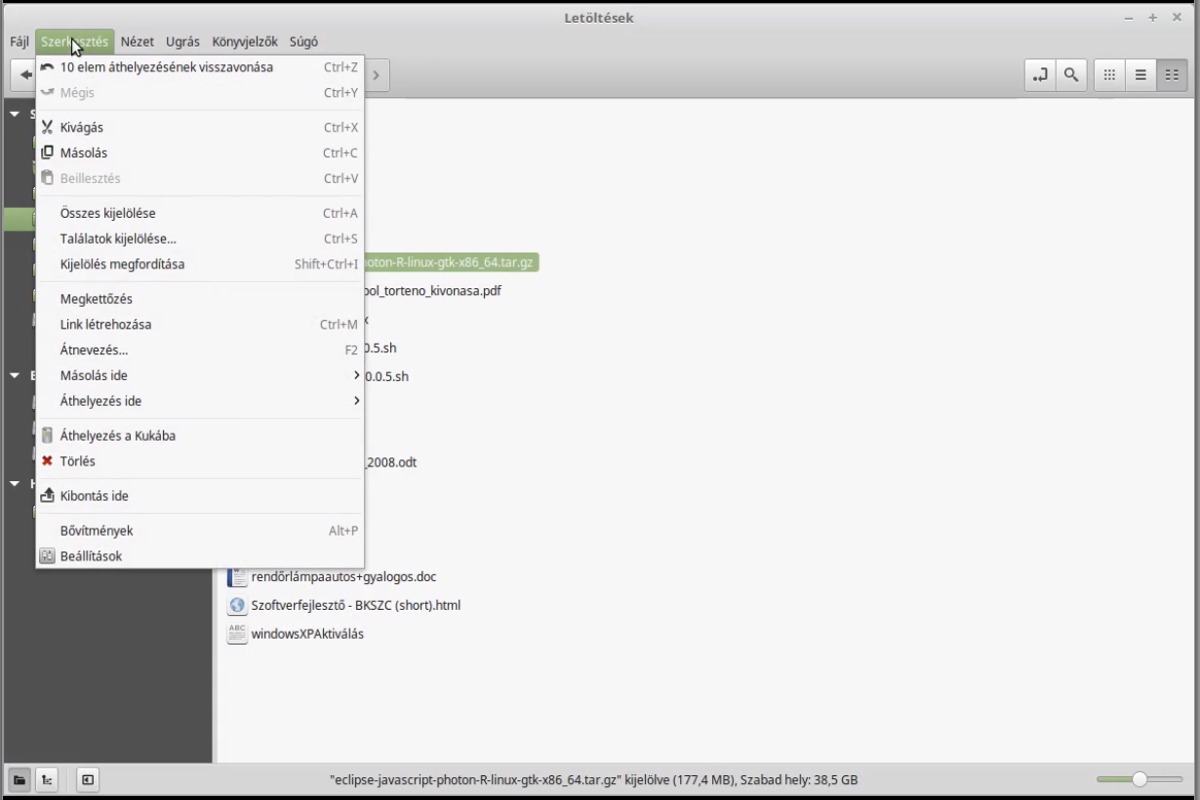 Letöltések
Fájl Szerkesztés Nézet Ugrás Könyvjelzők Súgó
10 elem áthelyezésének visszavonása Ctrl+Z
Mégis Ctrl+Y
Kivágás Ctrl+X
Másolás Ctrl+C
Beillesztés Ctrl+V
Összes kijelölése Ctrl+A
Találatok kijelölése... Ctrl+S
Kijelölés megfordítása Shift+Ctrl+I
oton-R-linux-gtk-x86_64.tar.gz
Megkettőzés
bol_torteno_kivonasa.pdf
Link létrehozása Ctrl+M
x
Átnevezés... F2
0.5.sh
Másolás ide
0.0.5.sh
Áthelyezés ide
Áthelyezés a Kukába
Törlés
_2008.odt
Kibontás ide
Bővítmények Alt+P
Beállítások
rendőrlámpaautos+gyalogos.doc
Szoftverfejlesztő - BKSZC (short).html
ABC
windowsXPAktiválás
"eclipse-javascript-photon-R-linux-gtk-x86_64.tar.gz" kijelölve (177,4 MB), Szabad hely: 38,5 GB